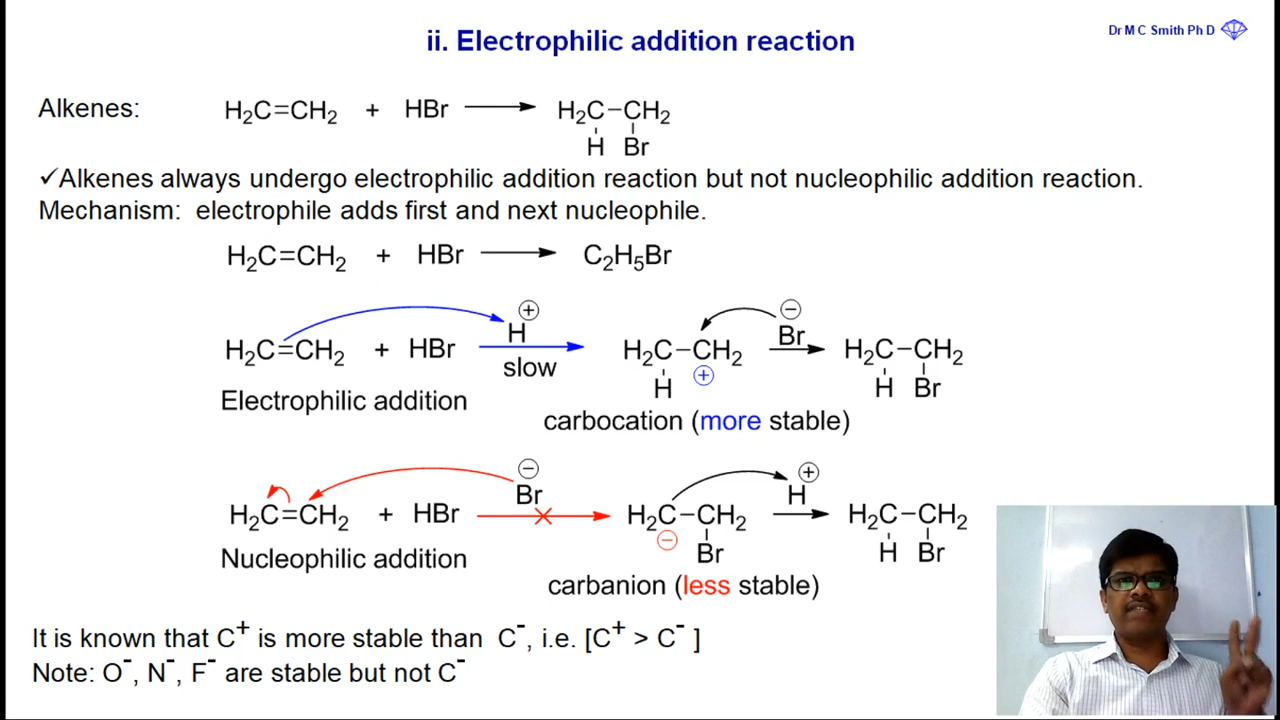 ii. Electrophilic addition reaction
Dr M C Smith Ph D
Alkenes: H₂C=CH₂ + HBr ⟶ H₂C−CH₂
H Br
✓Alkenes always undergo electrophilic addition reaction but not nucleophilic addition reaction.
Mechanism: electrophile adds first and next nucleophile.
H₂C=CH₂ + HBr ⟶ C₂H₅Br
⊕ ⊖
H Br
H₂C=CH₂ + HBr ⟶ H₂C−CH₂ ⟶ H₂C−CH₂
slow H ⊕ H Br
Electrophilic addition
carbocation (more stable)
⊖ ⊕
Br H
H₂C=CH₂ + HBr ⟶ H₂C−CH₂ ⟶ H₂C−CH₂
⊖ Br H Br
Nucleophilic addition
carbanion (less stable)
It is known that C⁺ is more stable than C⁻, i.e. [C⁺ > C⁻ ]
Note: O⁻, N⁻, F⁻ are stable but not C⁻